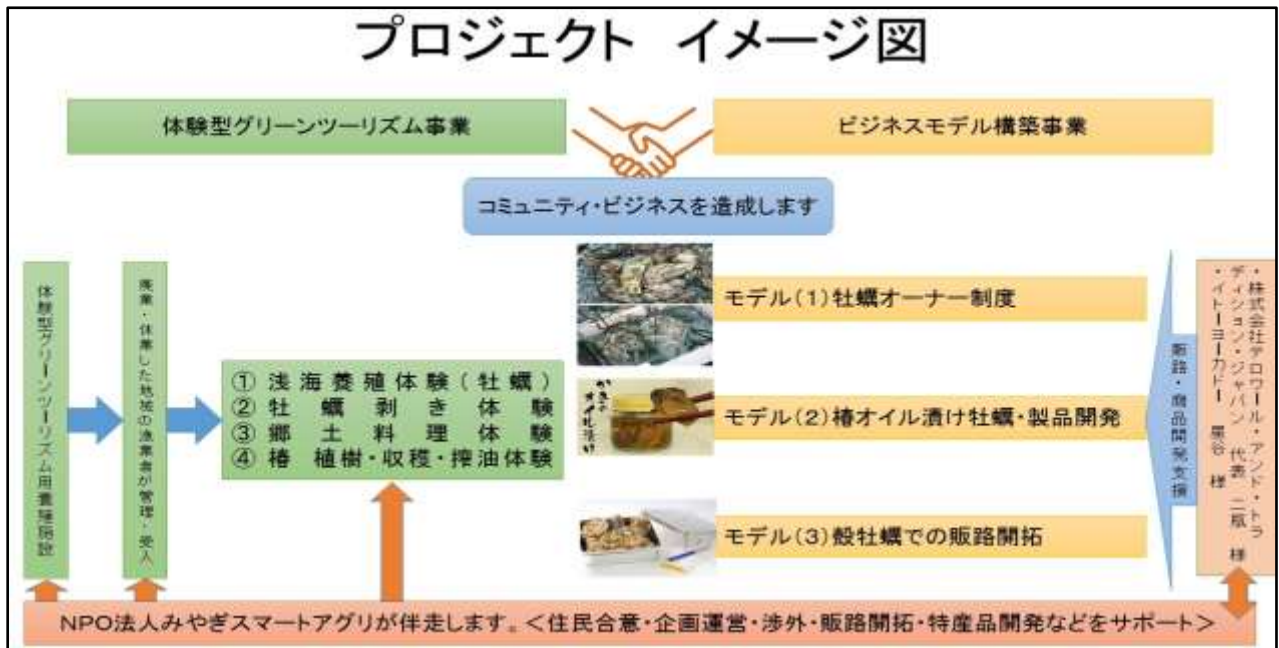 プロジェクト イメージ図
体験型グリーンツーリズム事業
ビジネスモデル構築事業
コミュニティ・ビジネスを造成します
体験型グリーンツーリズム用養殖施設
廃業・休業した地域の漁業者が管理・受入
① 浅海養殖体験(牡蠣)
② 牡蠣剥き体験
③ 郷土料理体験
④ 椿 植樹・収穫・搾油体験
モデル(1)牡蠣オーナー制度
かきのオイル漬け
モデル(2)椿オイル漬け牡蠣・製品開発
モデル(3)殻牡蠣での販路開拓
販路・商品開発支援
・株式会社テロワール・アンド・トラ
ディション・ジャパン 代表 二瓶 様
・イトーヨーカドー 黒谷 様
NPO法人みやぎスマートアグリが伴走します。<住民合意・企画運営・渉外・販路開拓・特産品開発などをサポート>